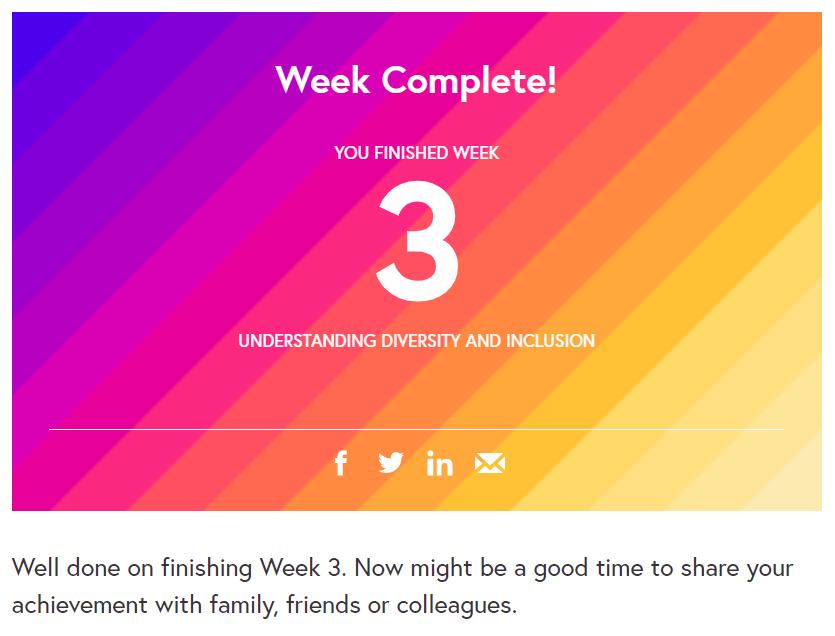 Week Complete!
YOU FINISHED WEEK
3
UNDERSTANDING DIVERSITY AND INCLUSION
Well done on finishing Week 3. Now might be a good time to share your
achievement with family, friends or colleagues.